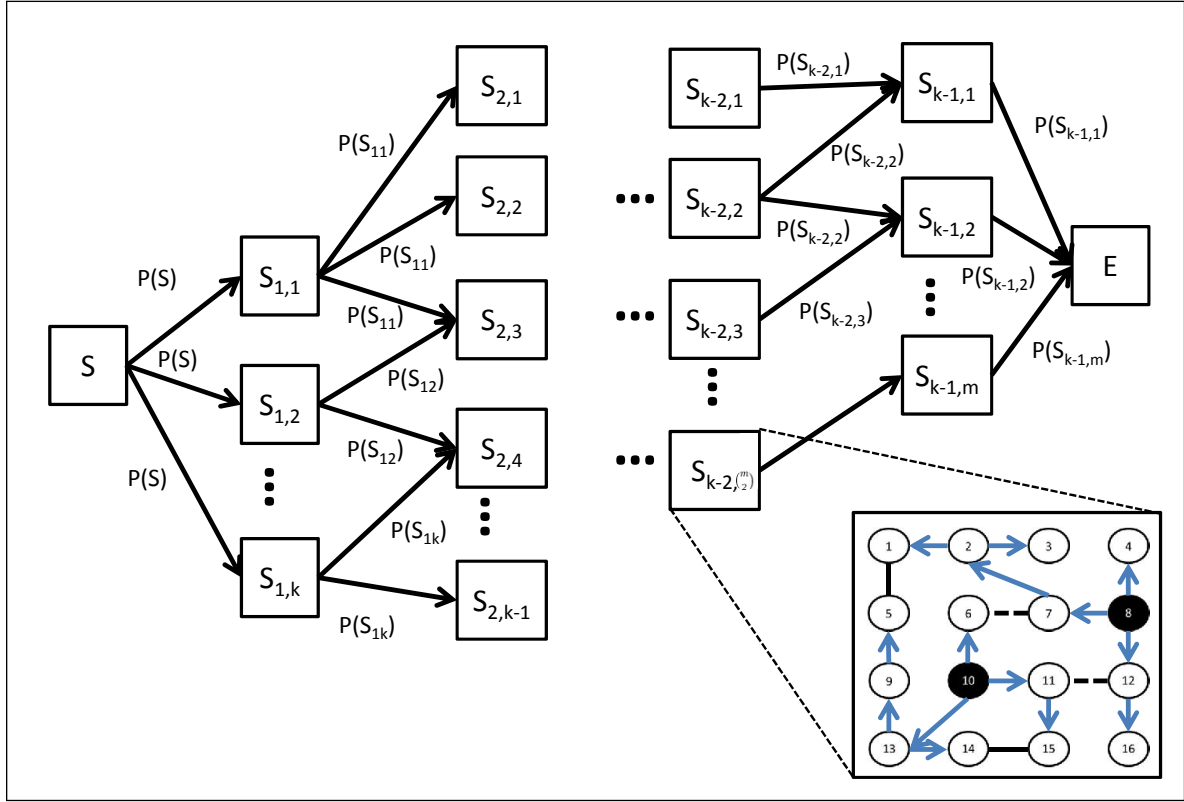 S
P(S)
P(S)
P(S)
S1,1
S1,2
S1,k
P(S11)
P(S11)
P(S11)
P(S12)
P(S12)
P(S1k)
P(S1k)
S2,1
S2,2
S2,3
S2,4
S2,k-1
Sk-2,1
Sk-2,2
Sk-2,3
Sk-2,(m 2)
P(Sk-2,1)
P(Sk-2,2)
P(Sk-2,2)
P(Sk-2,3)
Sk-1,1
Sk-1,2
Sk-1,m
P(Sk-1,1)
P(Sk-1,2)
P(Sk-1,m)
E
1 2 3 4
5 6 7 8
9 10 11 12
13 14 15 16